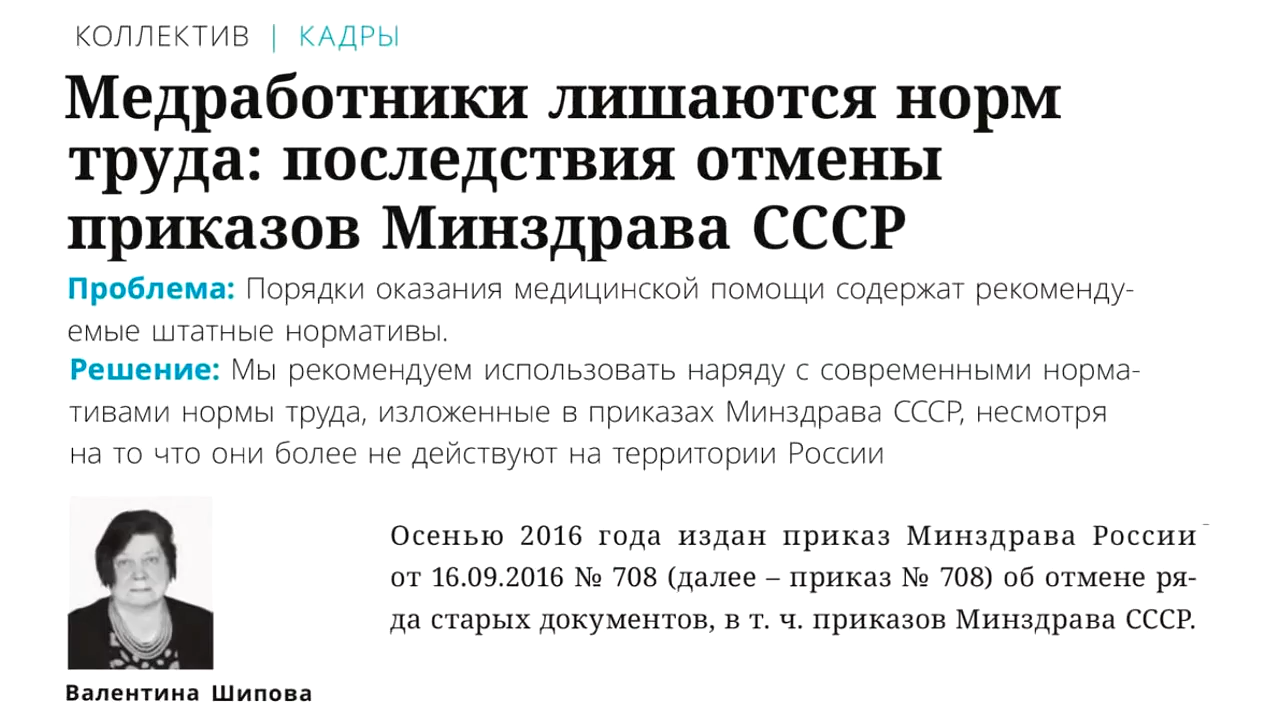 КОЛЛЕКТИВ | КАДРЫ
Медработники лишаются норм
труда: последствия отмены
приказов Минздрава СССР
Проблема: Порядки оказания медицинской помощи содержат рекоменду-
емые штатные нормативы.
Решение: Мы рекомендуем использовать наряду с современными норма-
тивами нормы труда, изложенные в приказах Минздрава СССР, несмотря
на то что они более не действуют на территории России
Осенью 2016 года издан приказ Минздрава России
от 16.09.2016 № 708 (далее – приказ № 708) об отмене ря-
да старых документов, в т. ч. приказов Минздрава СССР.
Валентина Шипова